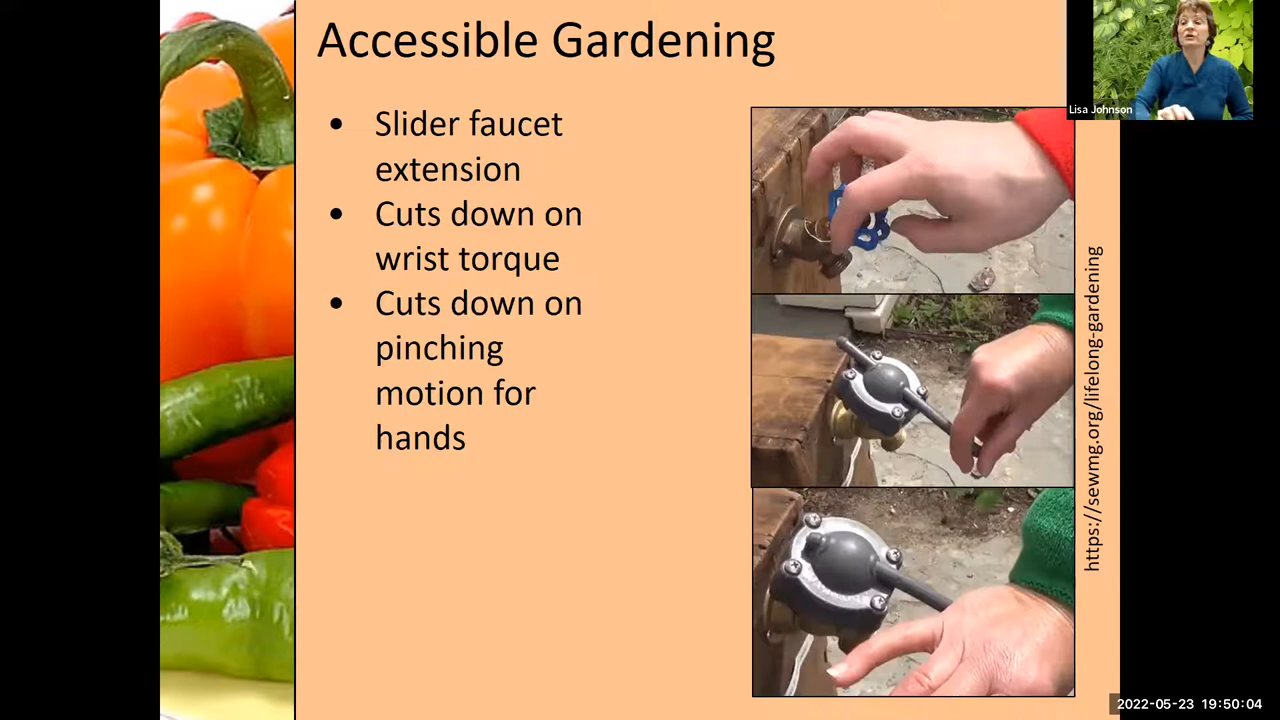 Accessible Gardening
Lisa Johnson
• Slider faucet
extension
• Cuts down on
wrist torque
• Cuts down on
pinching
motion for
hands
https://sewmg.org/lifelong-gardening
2022-05-23 19:50:04